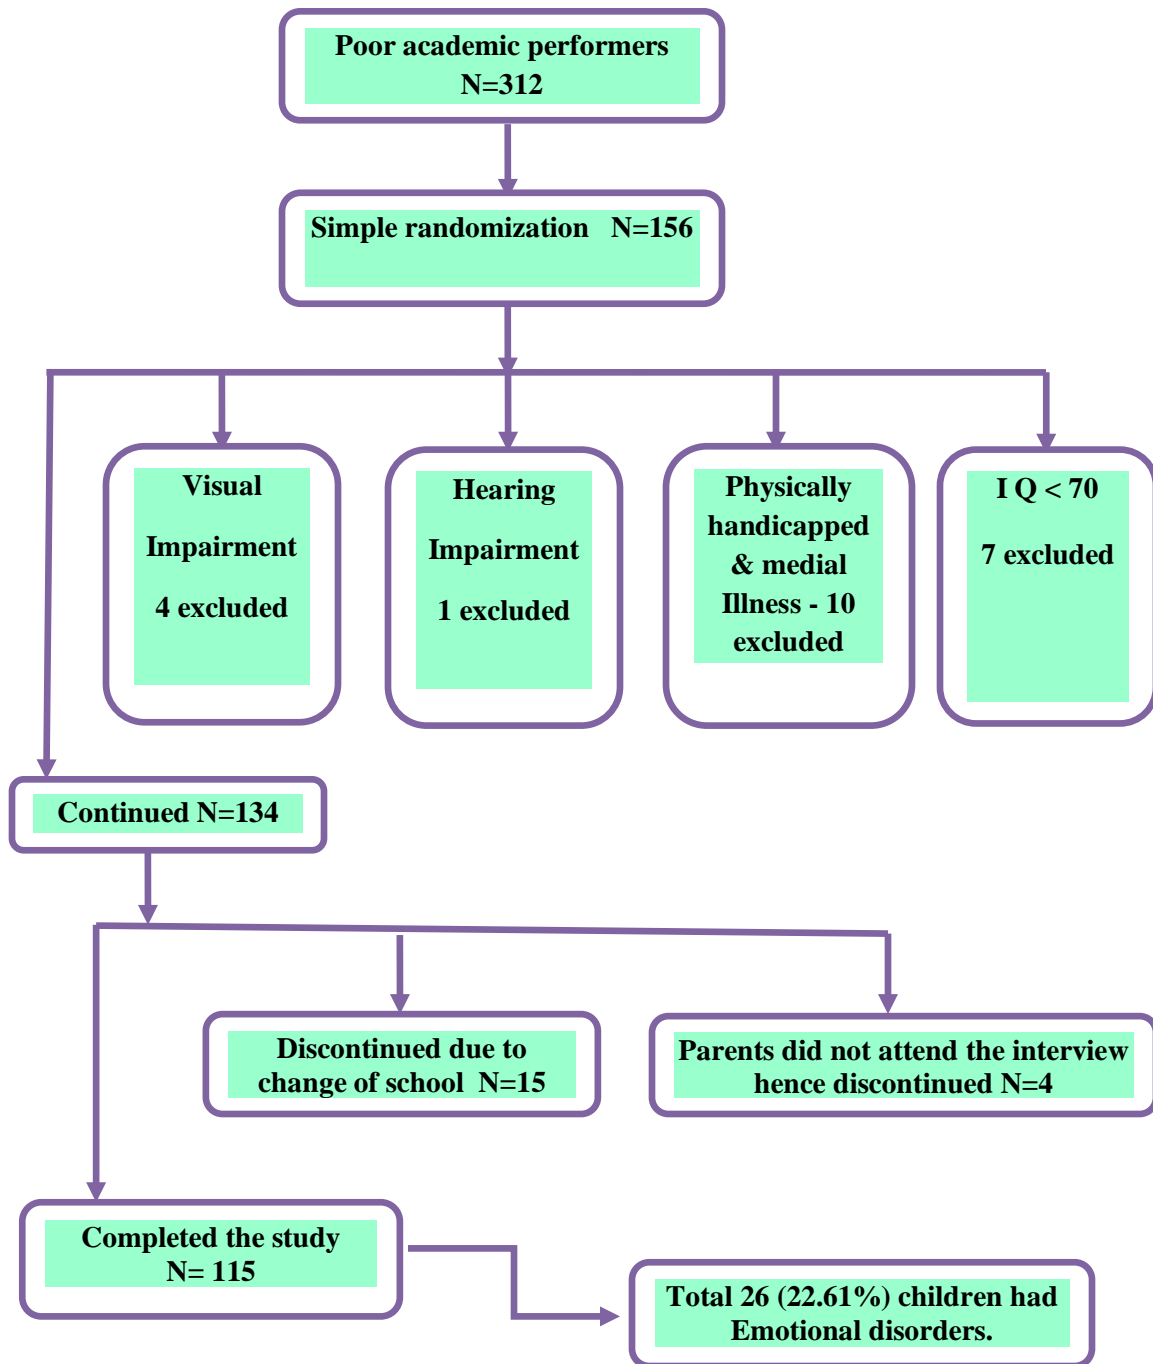 Poor academic performers
N=312
Simple randomization   N=156
Visual
Impairment
4 excluded
Hearing
Impairment
1 excluded
Physically
handicapped
& medial
Illness - 10
excluded
I Q < 70
7 excluded
Continued N=134
Discontinued due to
change of school  N=15
Parents did not attend the interview
hence discontinued N=4
Completed the study
N= 115
Total 26 (22.61%) children had
Emotional disorders.